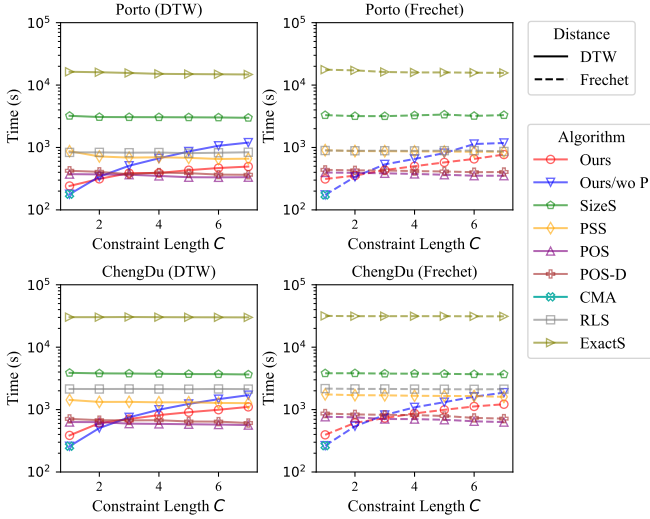 Porto (DTW)
Porto (Frechet)
Time (s)
10^5
10^4
10^3
10^2
2
4
6
Constraint Length C
Time (s)
10^5
10^4
10^3
10^2
2
4
6
Constraint Length C
Distance
DTW
Frechet
Algorithm
Ours
Ours/wo P
SizeS
PSS
POS
POS-D
CMA
RLS
ExactS
ChengDu (DTW)
ChengDu (Frechet)
Time (s)
10^5
10^4
10^3
10^2
2
4
6
Constraint Length C
Time (s)
10^5
10^4
10^3
10^2
2
4
6
Constraint Length C